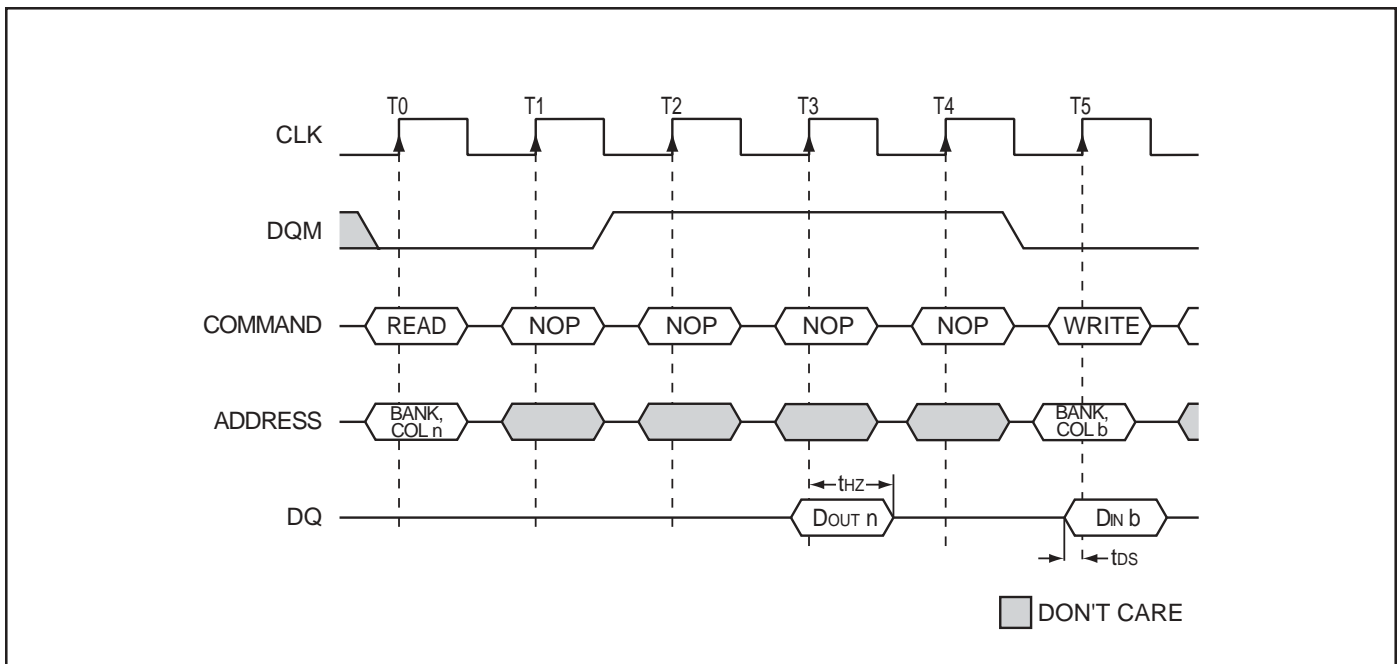 T0 T1 T2 T3 T4 T5
CLK
DQM
COMMAND READ NOP NOP NOP NOP WRITE
ADDRESS BANK, COL n BANK, COL b
tHZ
DQ DOUT n DIN b
tDS
DON'T CARE